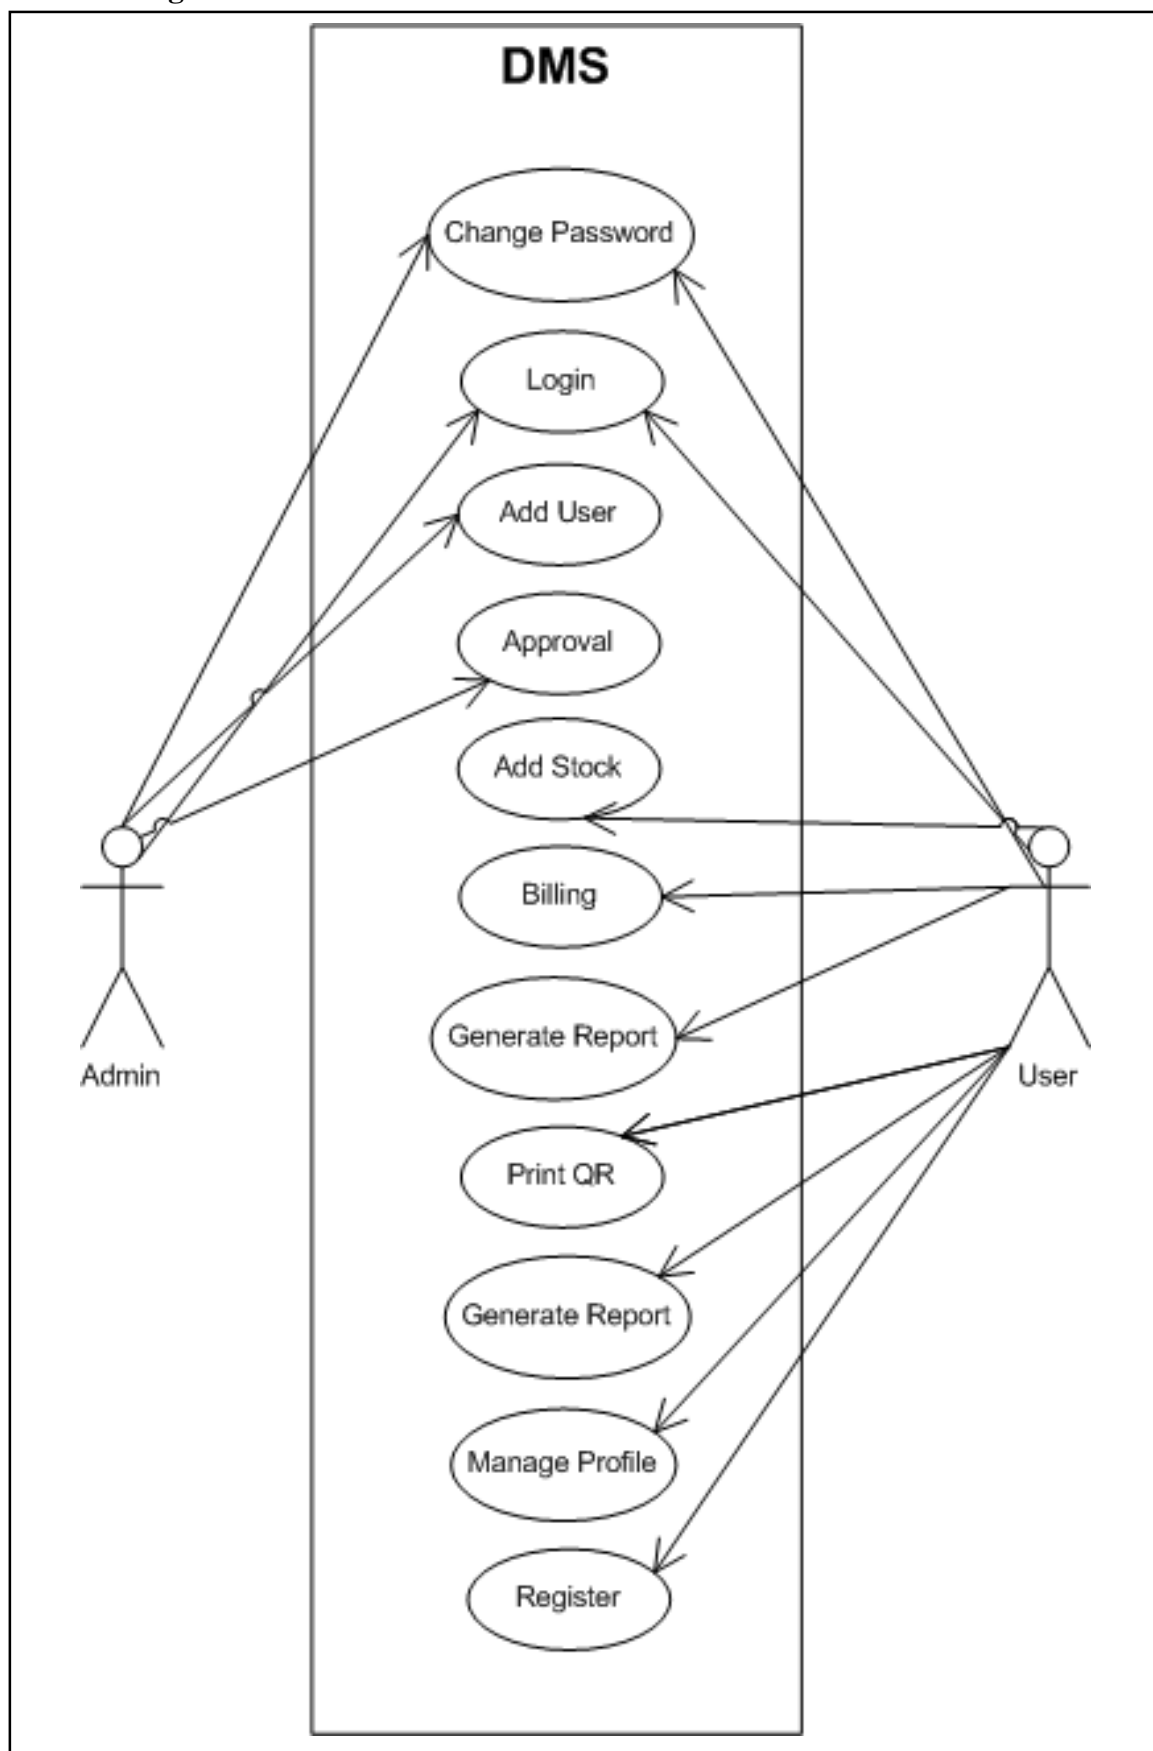 DMS
Change Password
Login
Add User
Approval
Add Stock
Billing
Generate Report
Admin
User
Print QR
Generate Report
Manage Profile
Register